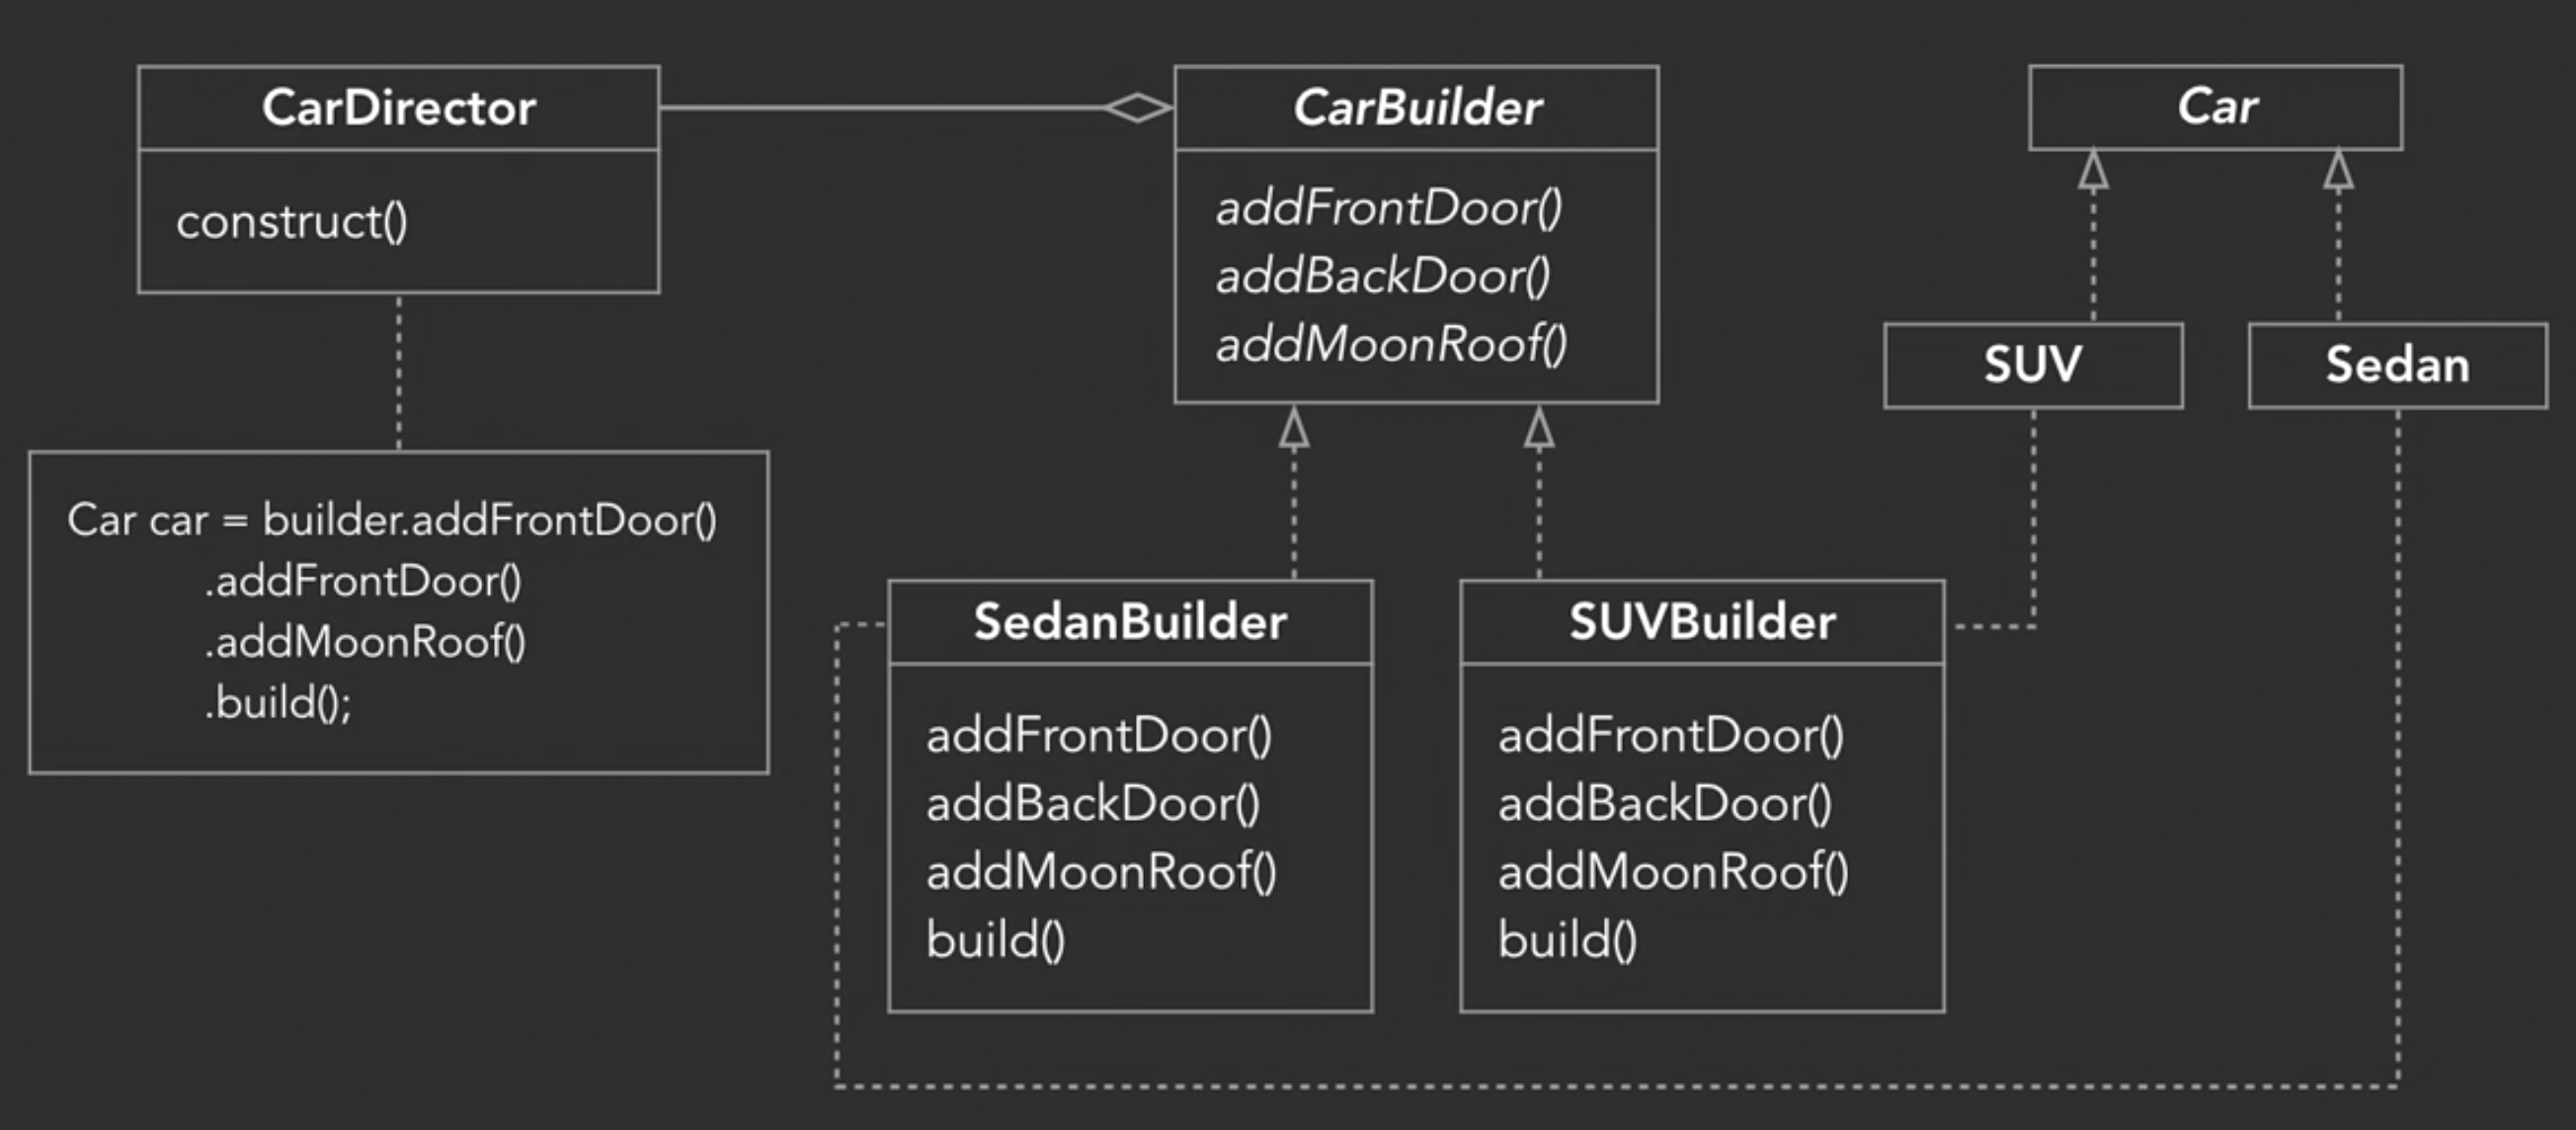 CarDirector
construct()
Car car = builder.addFrontDoor()
.addFrontDoor()
.addMoonRoof()
.build();
CarBuilder
addFrontDoor()
addBackDoor()
addMoonRoof()
SedanBuilder
addFrontDoor()
addBackDoor()
addMoonRoof()
build()
SUVBuilder
addFrontDoor()
addBackDoor()
addMoonRoof()
build()
Car
SUV
Sedan